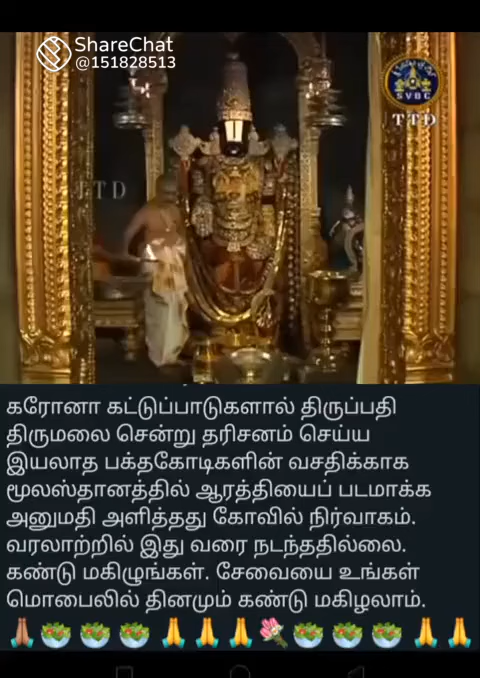 ShareChat
@151828513
SVBC
TTD
TTD
கரோனா கட்டுப்பாடுகளால் திருப்பதி
திருமலை சென்று தரிசனம் செய்ய
இயலாத பக்தகோடிகளின் வசதிக்காக
மூலஸ்தானத்தில் ஆரத்தியைப் படமாக்க
அனுமதி அளித்தது கோவில் நிர்வாகம்.
வரலாற்றில் இது வரை நடந்ததில்லை.
கண்டு மகிழுங்கள். சேவையை உங்கள்
மொபைலில் தினமும் கண்டு மகிழலாம்.
🙏🏽🥗🥗🥗🙏🙏🙏💐🥗🥗🥗🙏🙏